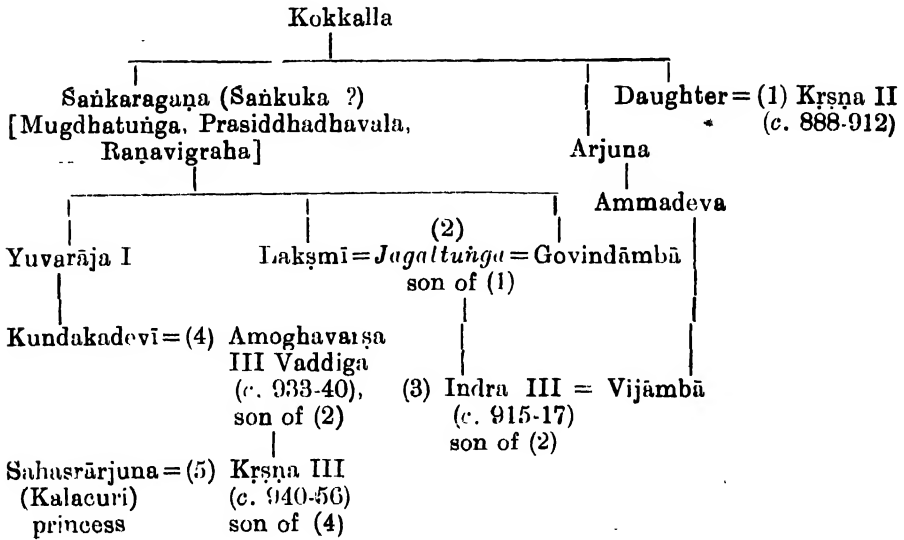 Kokkalla
Śaṅkaragaṇa (Śaṅkuka ?)
[Mugdhatuṅga, Prasiddhadhavala,
Raṇavigraha]
Daughter = (1) Kṛṣṇa II
(c. 888-912)
Arjuna
Ammadeva
Yuvarāja I
(2)
Lakṣmī = Jagattuṅga = Govindāmbā
son of (1)
Kundakadevī = (4) Amoghavarṣa
III Vaddiga
(c. 933-40),
son of (2)
(3) Indra III = Vijāmbā
(c. 915-17)
son of (2)
Sahasrārjuna = (5) Kṛṣṇa III
(Kalacuri) (c. 940-56)
princess son of (4)